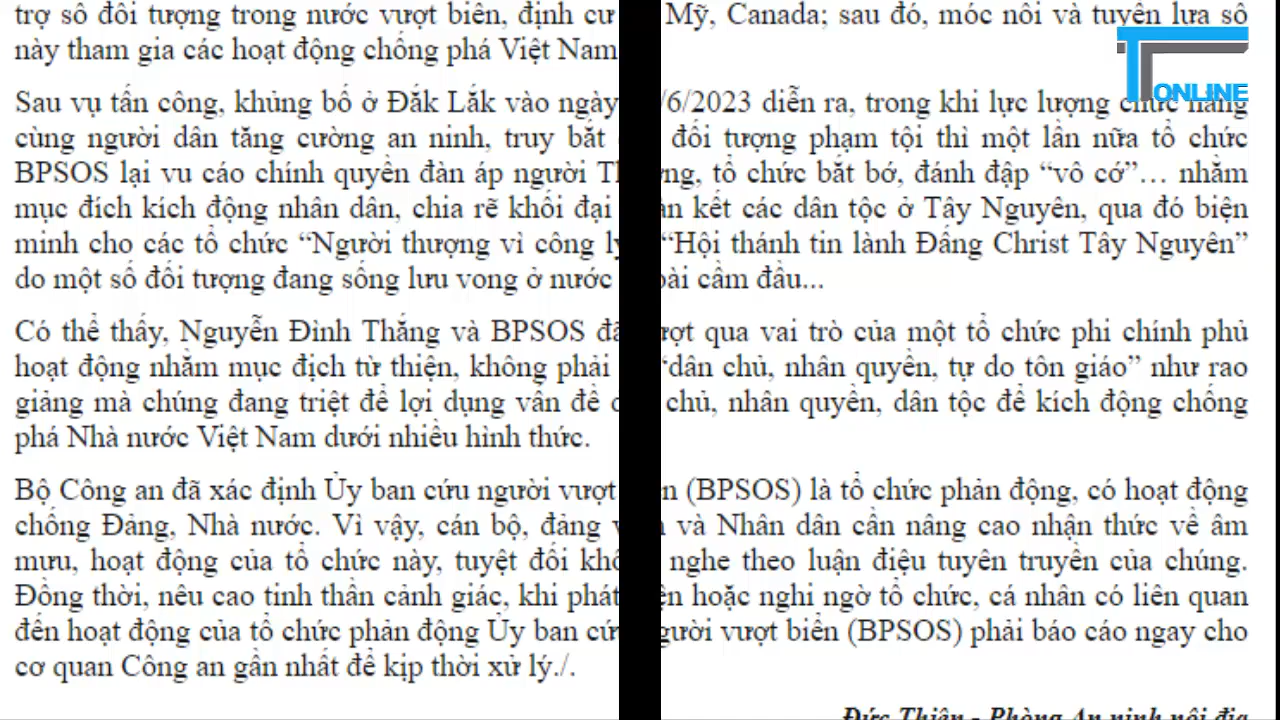 trợ số đối tượng trong nước vượt biên, định cư Mỹ, Canada; sau đó, móc nối và tuyển lựa số
này tham gia các hoạt động chống phá Việt Nam
ONLINE
Sau vụ tấn công, khủng bố ở Đắk Lắk vào ngày /6/2023 diễn ra, trong khi lực lượng chức năng
cùng người dân tăng cường an ninh, truy bắt đối tượng phạm tội thì một lần nữa tổ chức
BPSOS lại vu cáo chính quyền đàn áp người tổ chức bắt bớ, đánh đập “vô cớ”… nhằm
mục đích kích động nhân dân, chia rẽ khối đại kết các dân tộc ở Tây Nguyên, qua đó biện
minh cho các tổ chức “Người thượng vì công “Hội thánh tin lành Đấng Christ Tây Nguyên”
do một số đối tượng đang sống lưu vong ở nước cầm đầu...
Có thể thấy, Nguyễn Đình Thắng và BPSOS qua vai trò của một tổ chức phi chính phủ
hoạt động nhằm mục địch từ thiện, không phải “dân chủ, nhân quyền, tự do tôn giáo” như rao
giảng mà chúng đang triệt để lợi dụng vấn đề chủ, nhân quyền, dân tộc để kích động chống
phá Nhà nước Việt Nam dưới nhiều hình thức.
Bộ Công an đã xác định Ủy ban cứu người vượt (BPSOS) là tổ chức phản động, có hoạt động
chống Đảng, Nhà nước. Vì vậy, cán bộ, đảng và Nhân dân cần nâng cao nhận thức về âm
mưu, hoạt động của tổ chức này, tuyệt đối nghe theo luận điệu tuyên truyền của chúng.
Đồng thời, nêu cao tinh thần cảnh giác, khi phát hoặc nghi ngờ tổ chức, cá nhân có liên quan
đến hoạt động của tổ chức phản động Ủy ban vượt biển (BPSOS) phải báo cáo ngay cho
cơ quan Công an gần nhất để kịp thời xử lý./.
Đức Thiện - Phòng An ninh nội địa